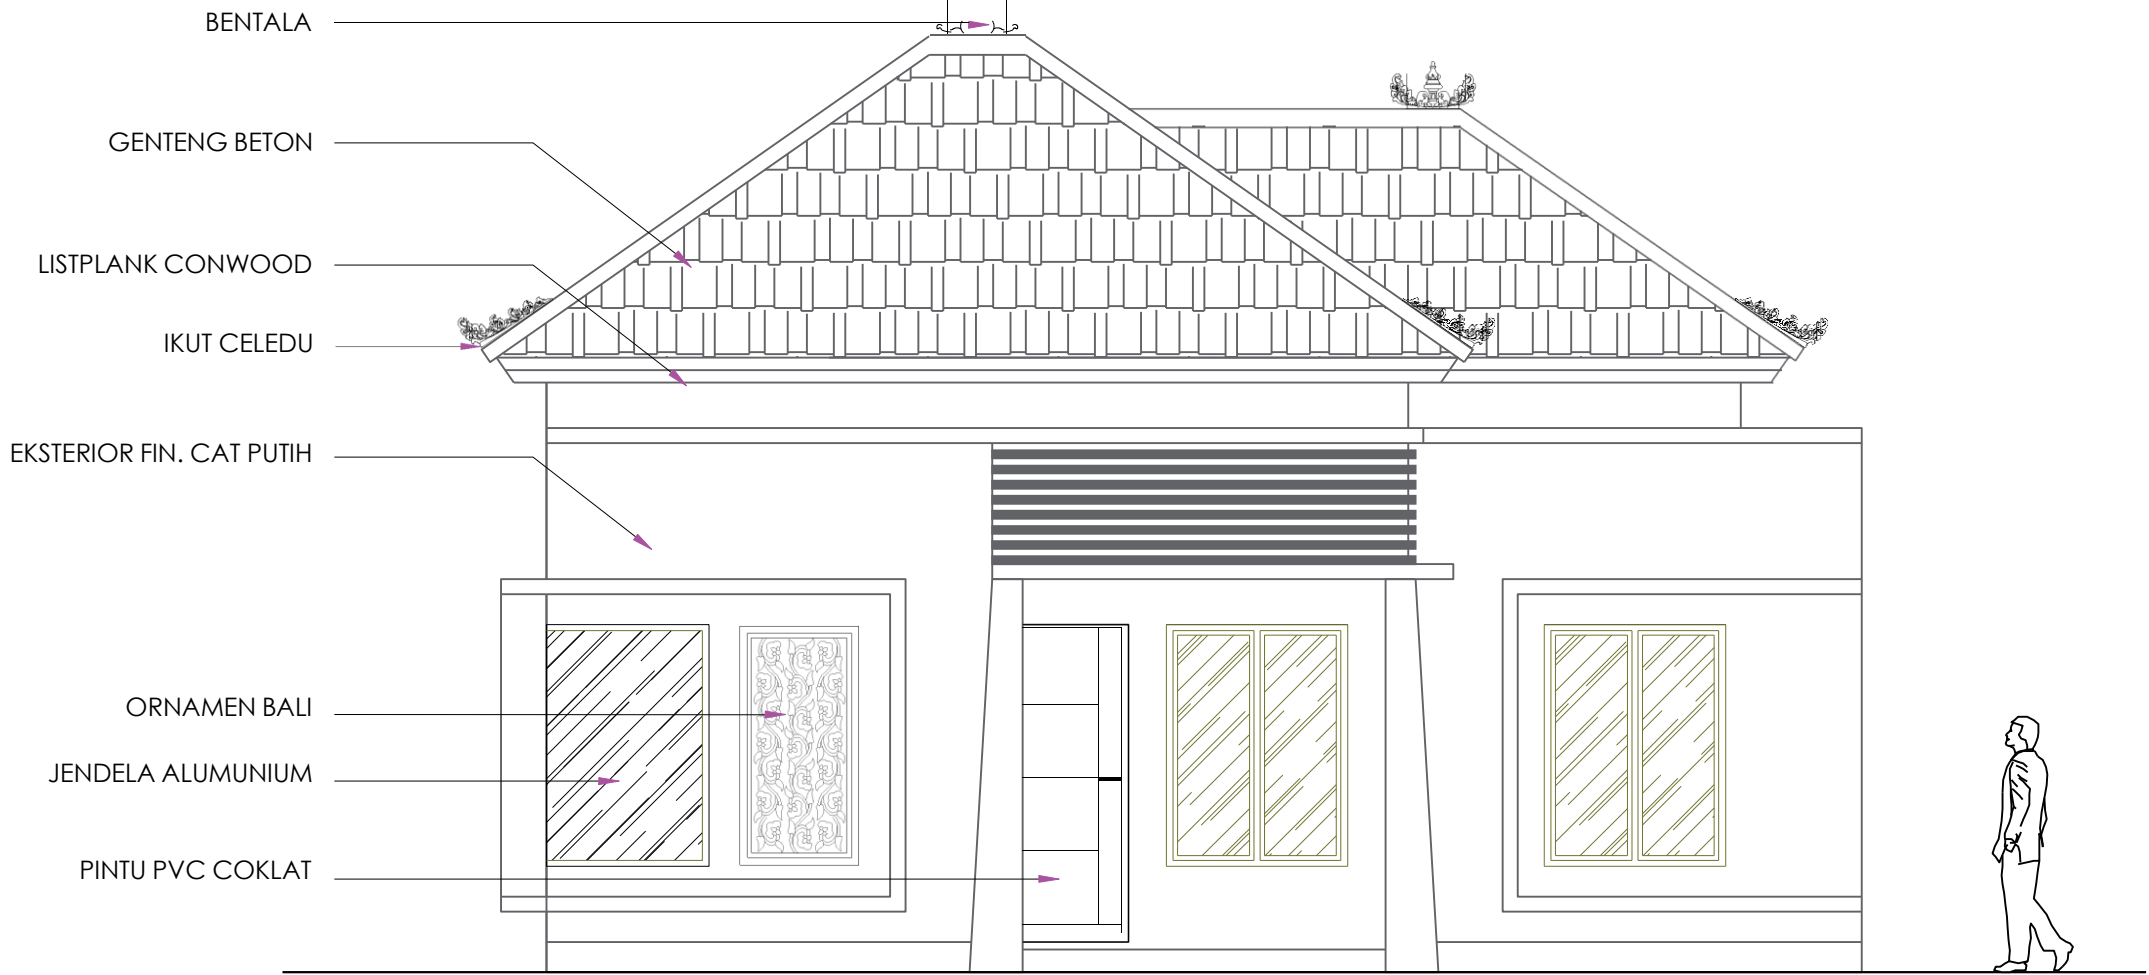 BENTALA
GENTENG BETON
LISTPLANK CONWOOD
IKUT CELEDU
EKSTERIOR FIN. CAT PUTIH
ORNAMEN BALI
JENDELA ALUMUNIUM
PINTU PVC COKLAT